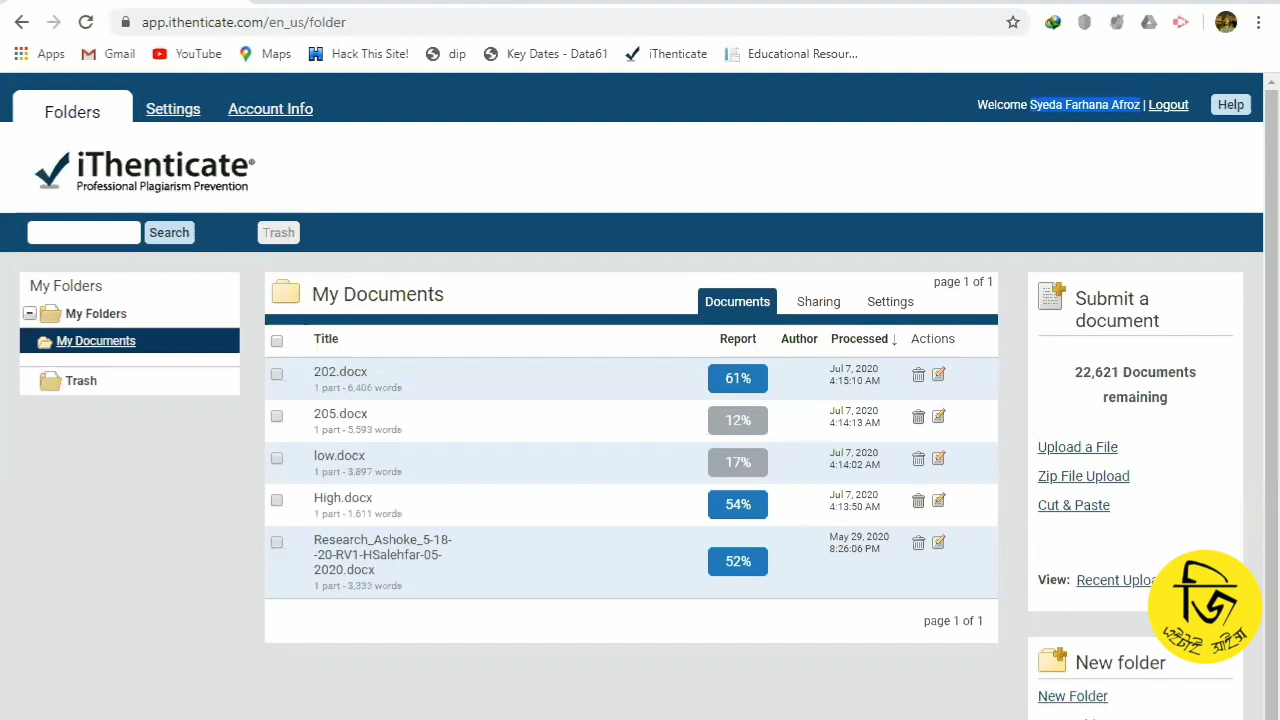 app.ithenticate.com/en_us/folder
Apps Gmail YouTube Maps Hack This Site! dip Key Dates - Data61 iThenticate Educational Resour...
Folders Settings Account Info Welcome Syeda Farhana Afroz | Logout Help
iThenticate®
Professional Plagiarism Prevention
Search Trash
My Folders
My Folders
My Documents
Trash
page 1 of 1
My Documents Documents Sharing Settings
Title Report Author Processed ↓ Actions
202.docx
1 part - 6,406 words
61%
Jul 7, 2020
4:15:10 AM
205.docx
1 part - 5,593 words
12%
Jul 7, 2020
4:14:13 AM
low.docx
1 part - 3,897 words
17%
Jul 7, 2020
4:14:02 AM
High.docx
1 part - 1,611 words
54%
Jul 7, 2020
4:13:50 AM
Research_Ashoke_5-18-
-20-RV1-HSalehfar-05-
2020.docx
1 part - 3,333 words
52%
May 29, 2020
8:26:06 PM
page 1 of 1
Submit a
document
22,621 Documents
remaining
Upload a File
Zip File Upload
Cut & Paste
View: Recent Uplo
New folder
New Folder